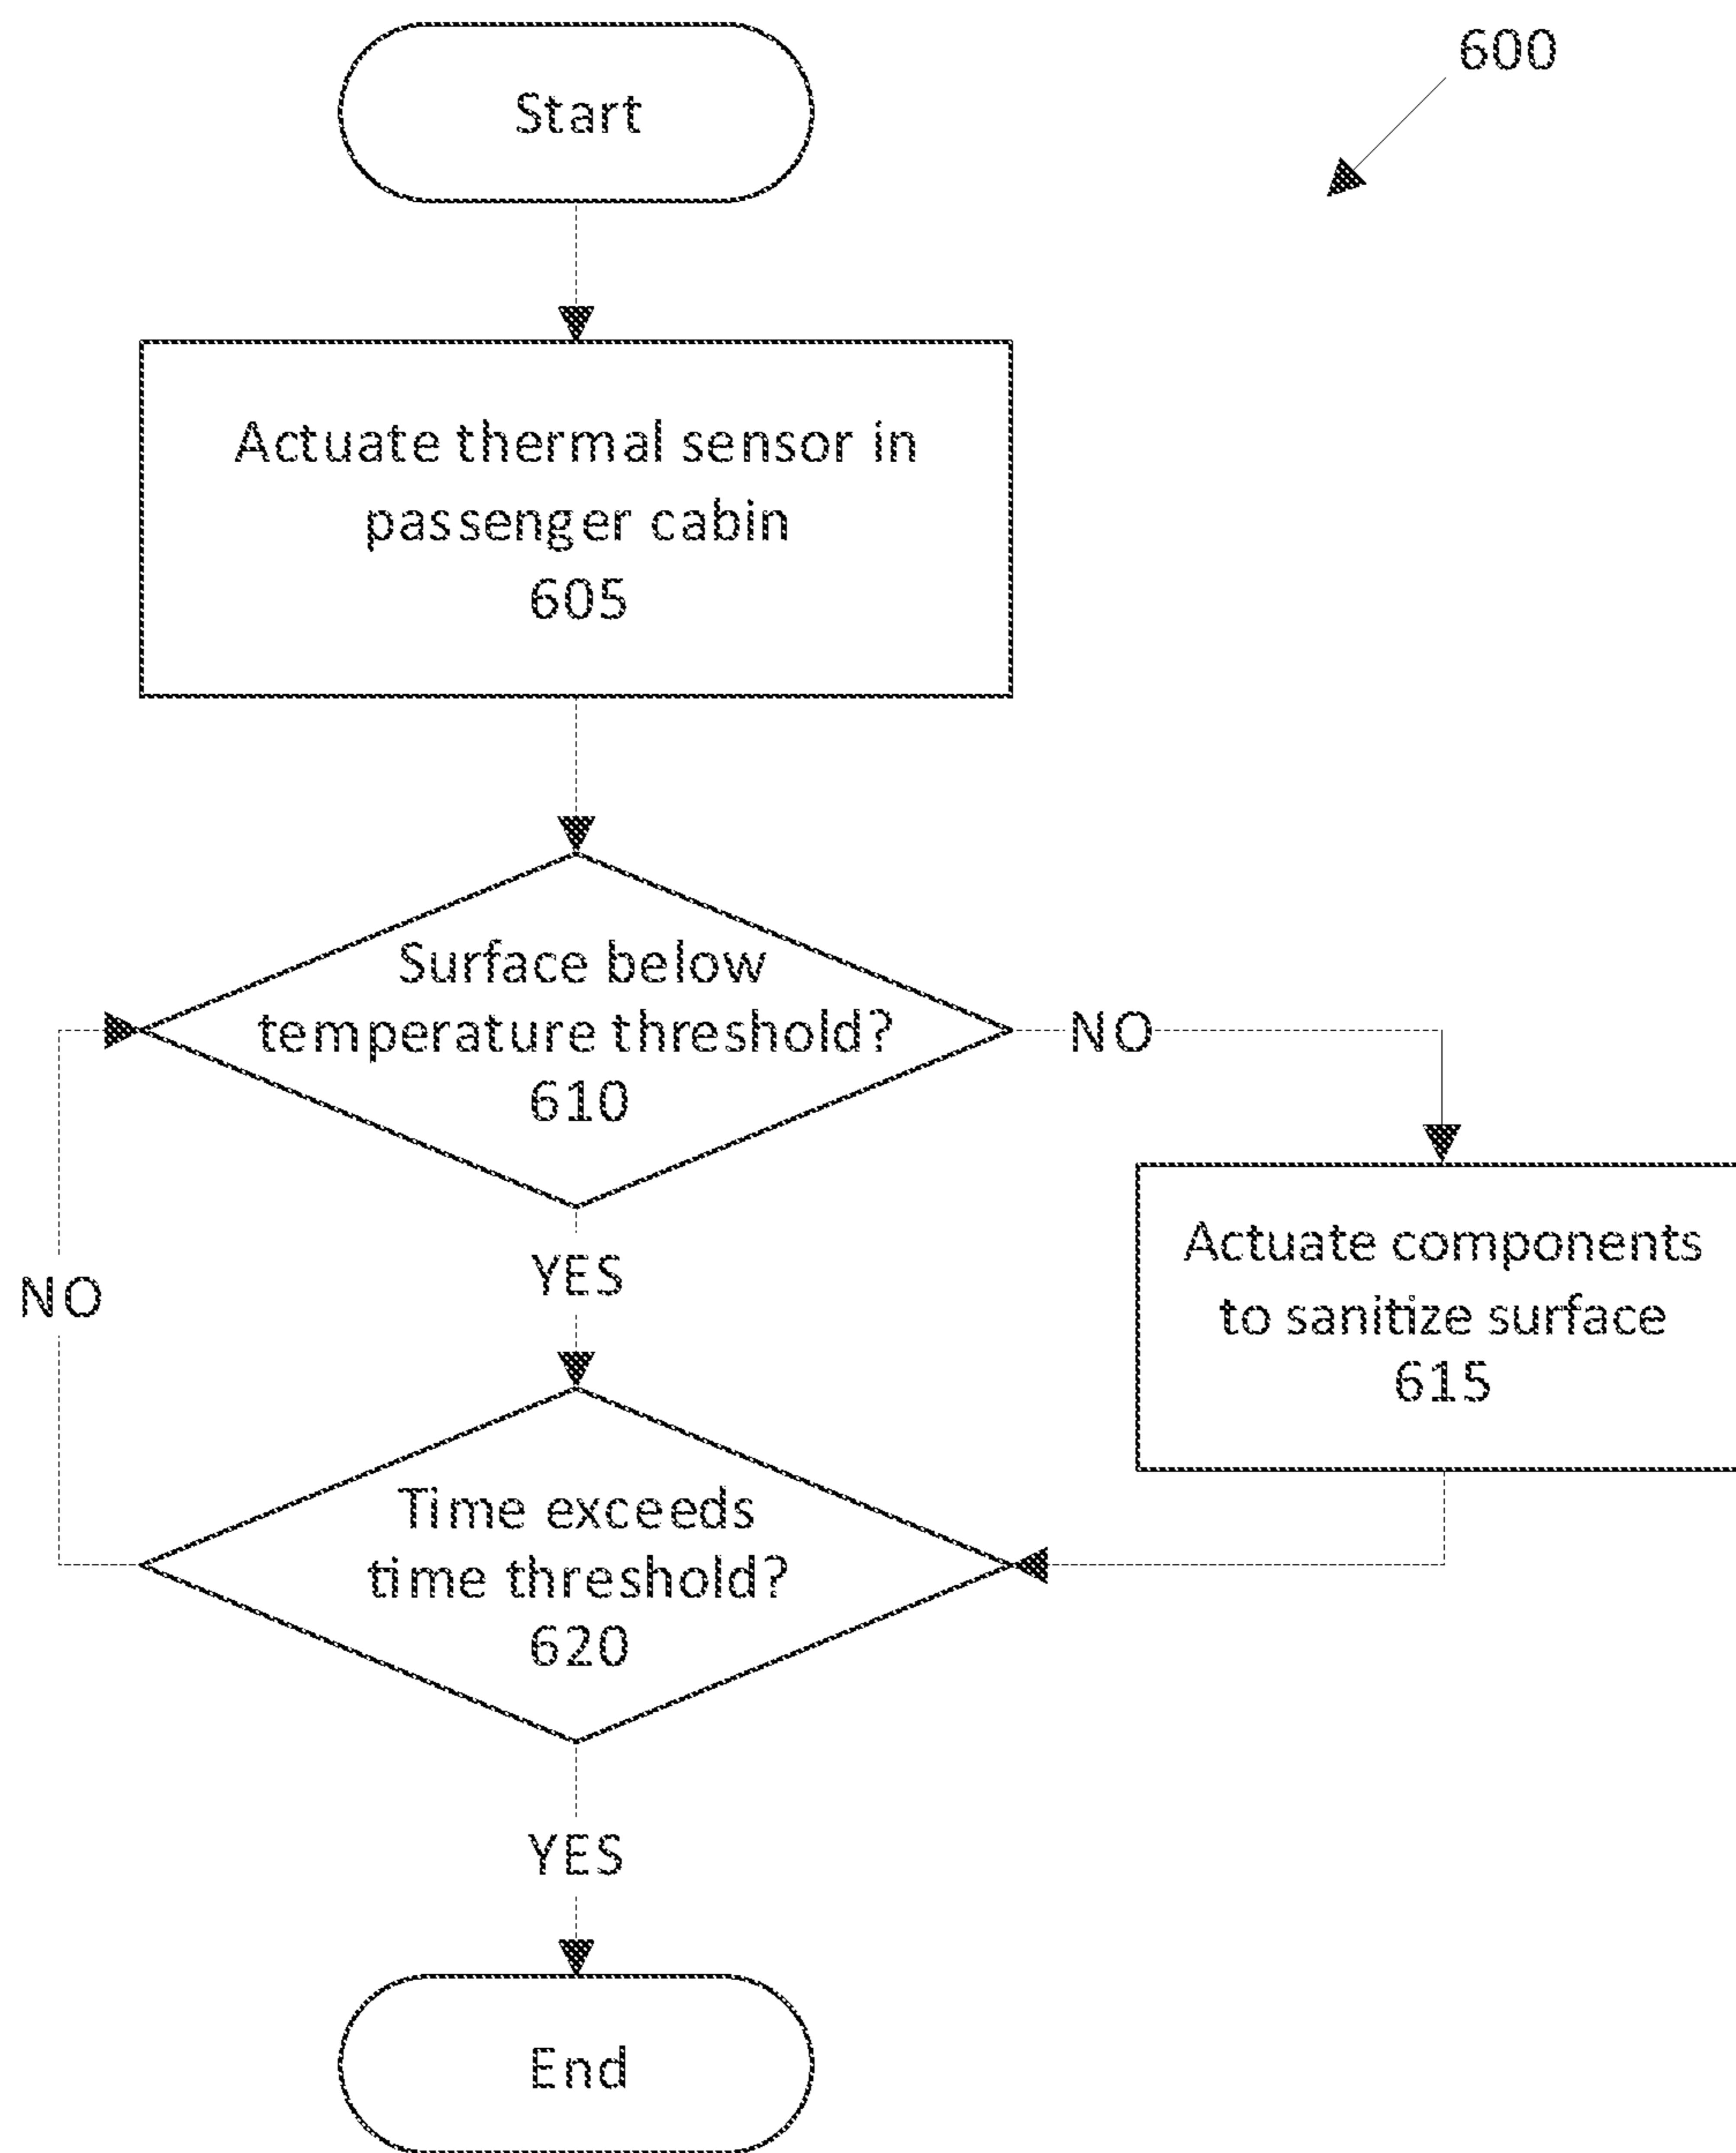 600
Start
Actuate thermal sensor in
passenger cabin
605
Surface below
temperature threshold?
610
NO
YES
Actuate components
to sanitize surface
615
NO
Time exceeds
time threshold?
620
YES
End